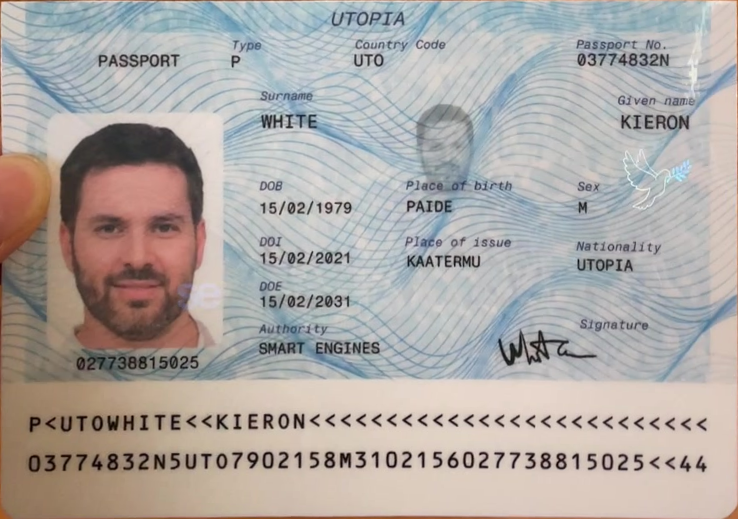 UTOPIA
PASSPORT
Type
P
Country Code
UTO
Passport No.
03774832N
Surname
WHITE
Given name
KIERON
DOB
15/02/1979
Place of birth
PAIDE
Sex
M
DOI
15/02/2021
Place of issue
KAATERMU
Nationality
UTOPIA
DOE
15/02/2031
Authority
SMART ENGINES
Signature
se
027738815025
P<UTOWHITE<<KIERON<<<<<<<<<<<<<<<<<<<<<<<<<<
03774832N5UTO7902158M3102156027738815025<<44